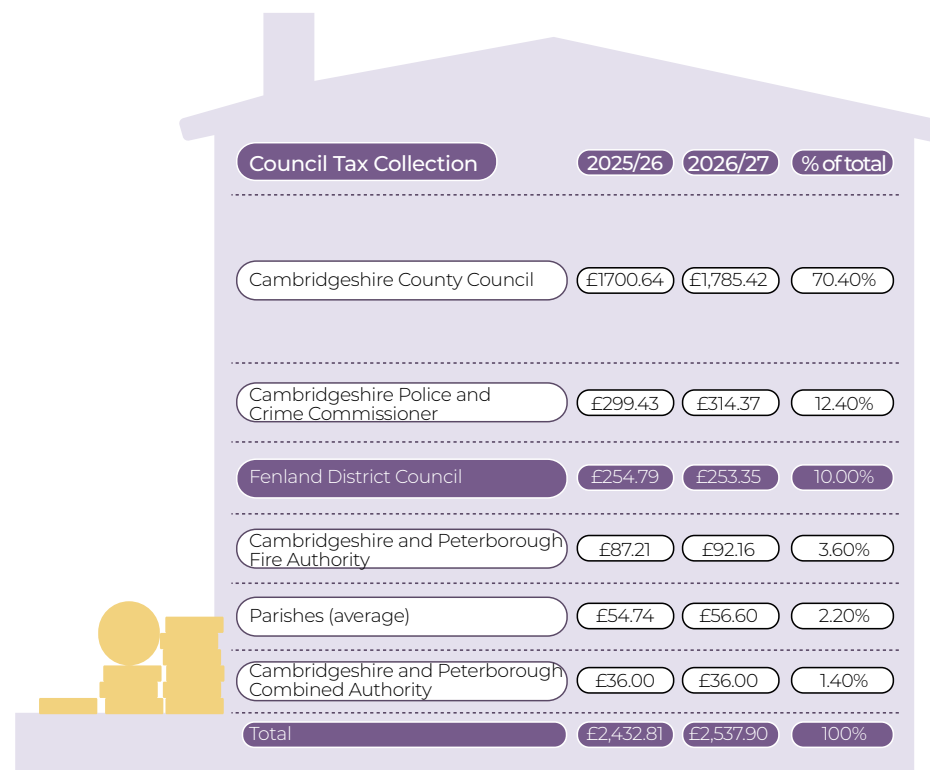 Council Tax Collection 2025/26 2026/27 % of total
Cambridgeshire County Council £1700.64 £1,785.42 70.40%
Cambridgeshire Police and
Crime Commissioner £299.43 £314.37 12.40%
Fenland District Council £254.79 £253.35 10.00%
Cambridgeshire and Peterborough
Fire Authority £87.21 £92.16 3.60%
Parishes (average) £54.74 £56.60 2.20%
Cambridgeshire and Peterborough
Combined Authority £36.00 £36.00 1.40%
Total £2,432.81 £2,537.90 100%